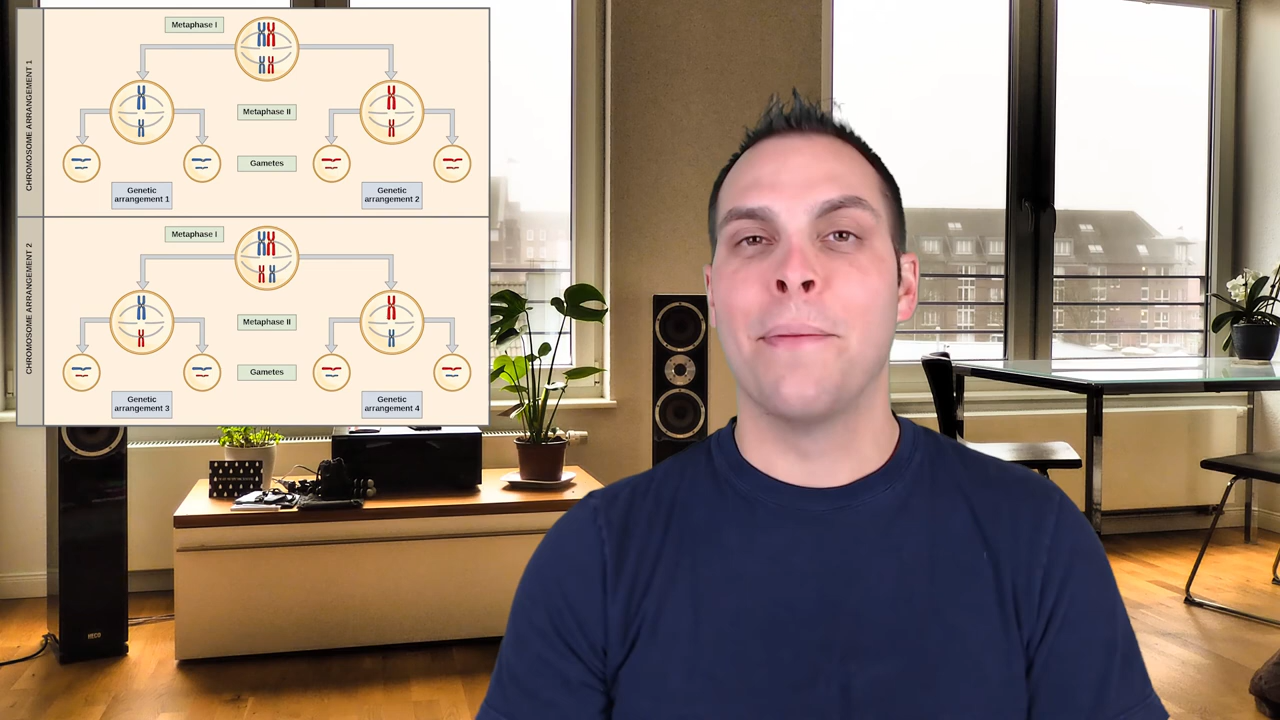 CHROMOSOME ARRANGEMENT 1
Metaphase I
Metaphase II
Gametes
Genetic
arrangement 1
Genetic
arrangement 2
CHROMOSOME ARRANGEMENT 2
Metaphase I
Metaphase II
Gametes
Genetic
arrangement 3
Genetic
arrangement 4
HECO